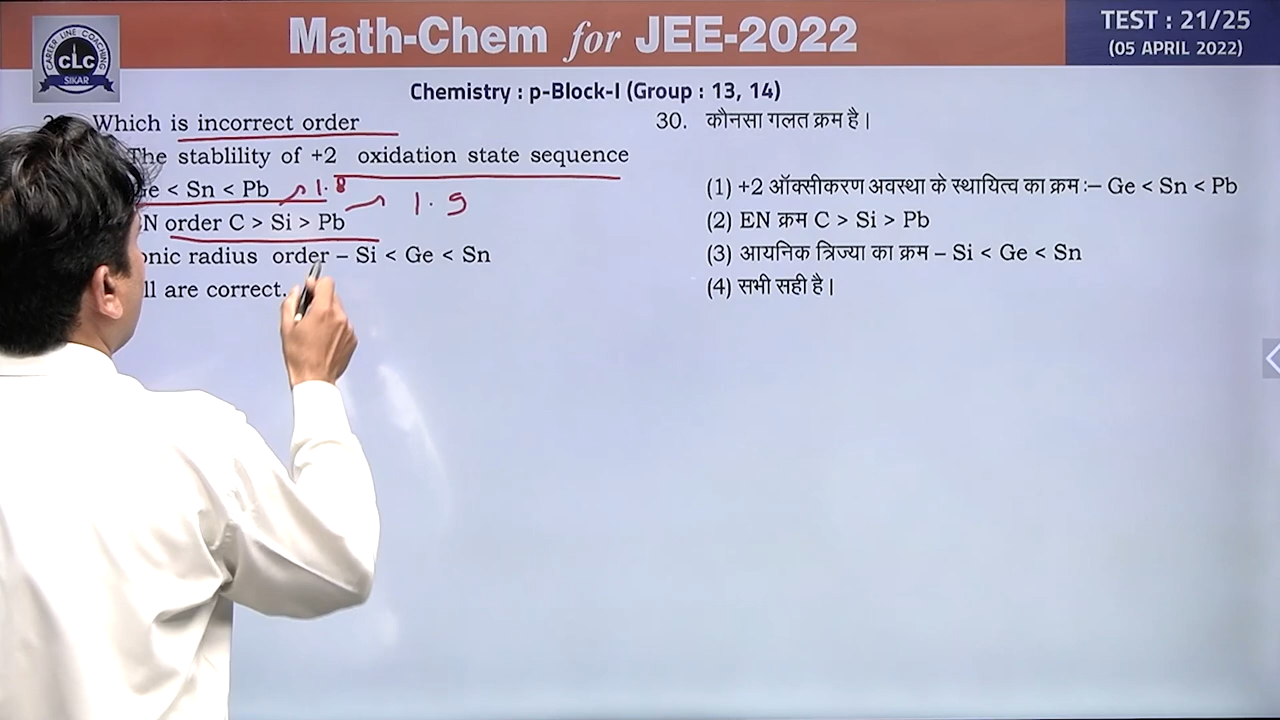 CAREER LINE COACHING
CLC
SIKAR
Math-Chem for JEE-2022
TEST : 21/25
(05 APRIL 2022)
Chemistry : p-Block-I (Group : 13, 14)
Which is incorrect order
The stablility of +2 oxidation state sequence
Ge < Sn < Pb 1.8
EN order C > Si > Pb 1.9
onic radius order – Si < Ge < Sn
ll are correct.
30. कौनसा गलत क्रम है।
(1) +2 ऑक्सीकरण अवस्था के स्थायित्व का क्रम :– Ge < Sn < Pb
(2) EN क्रम C > Si > Pb
(3) आयनिक त्रिज्या का क्रम – Si < Ge < Sn
(4) सभी सही है।